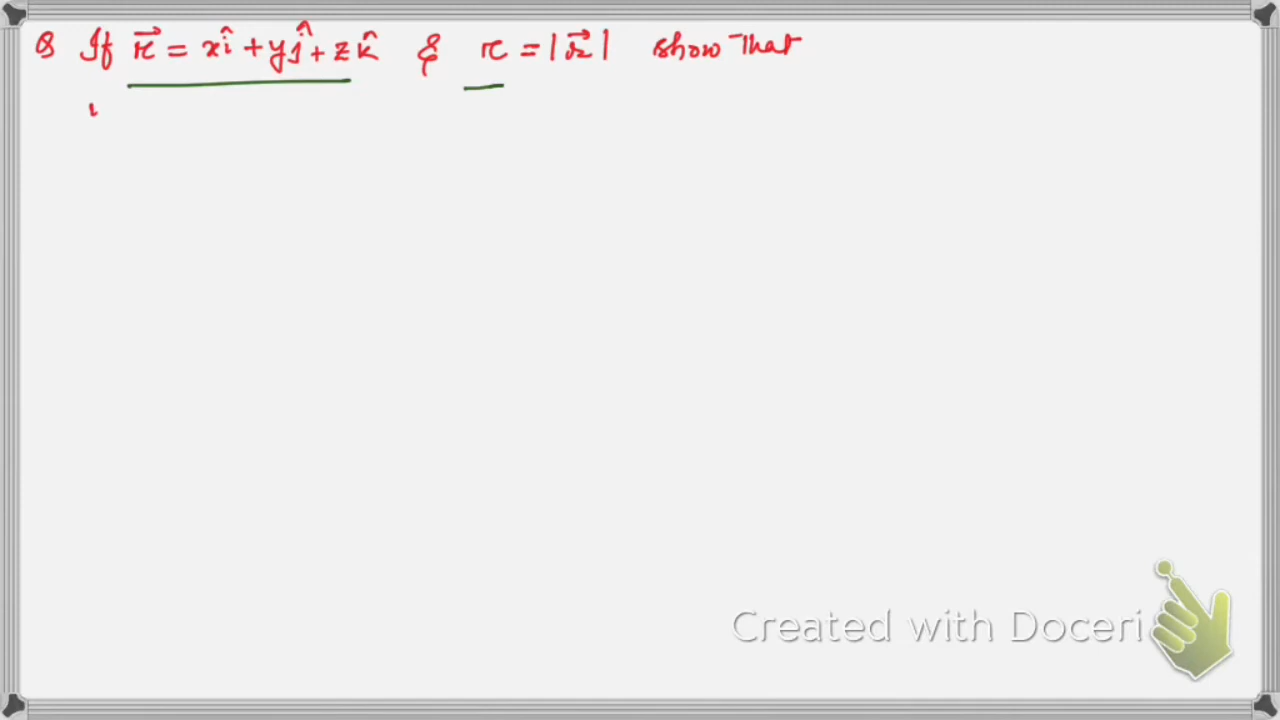 Q If r⃗ = xî + yĵ + zk̂ & r = |r⃗| show that
Created with Doceri